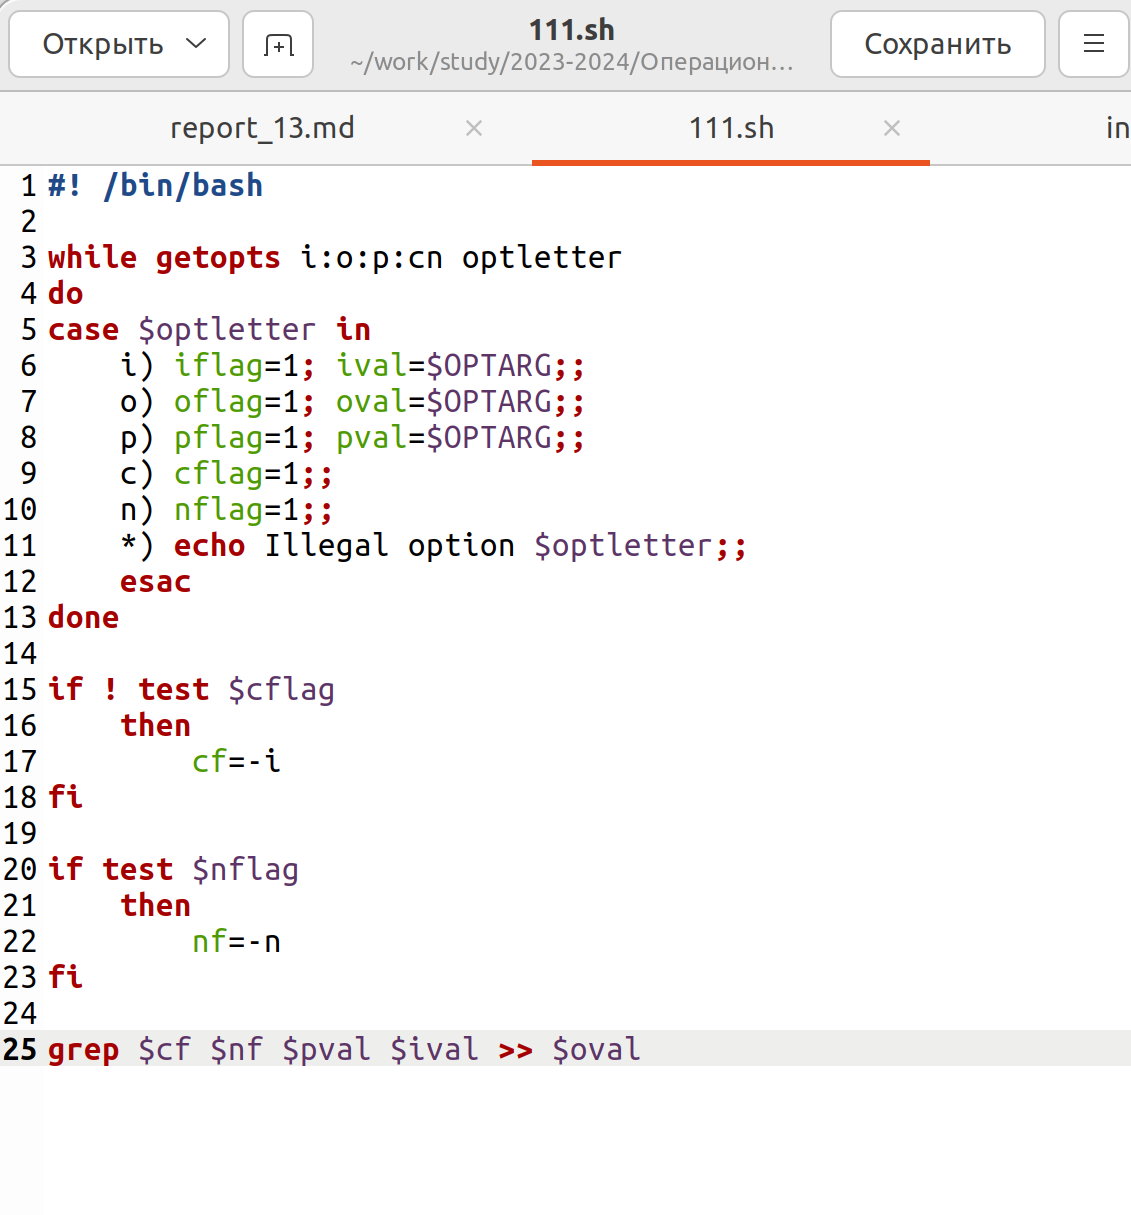 Открыть
111.sh
~/work/study/2023-2024/Операцион…
Сохранить
report_13.md × 111.sh × in
1 #! /bin/bash
2
3 while getopts i:o:p:cn optletter
4 do
5 case $optletter in
6     i) iflag=1; ival=$OPTARG;;
7     o) oflag=1; oval=$OPTARG;;
8     p) pflag=1; pval=$OPTARG;;
9     c) cflag=1;;
10     n) nflag=1;;
11     *) echo Illegal option $optletter;;
12     esac
13 done
14
15 if ! test $cflag
16     then
17         cf=-i
18 fi
19
20 if test $nflag
21     then
22         nf=-n
23 fi
24
25 grep $cf $nf $pval $ival >> $oval